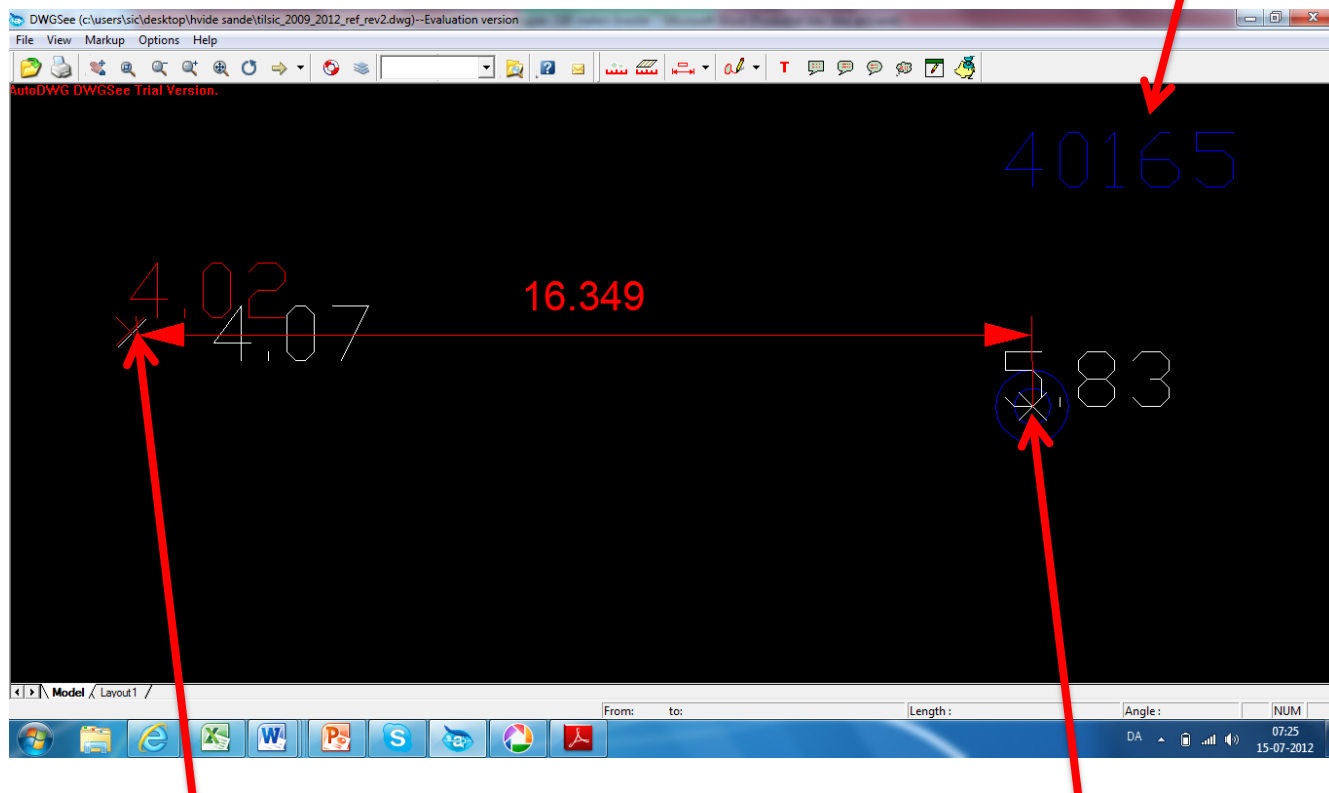 DWGSee (c:\users\sic\desktop\hvide sande\tilsic_2009_2012_ref_rev2.dwg)--Evaluation version
File View Markup Options Help
T
AutoDWG DWGSee Trial Version.
40165
4,02
16.349
4,07
5,83
Model Layout1
From: to: Length : Angle : NUM
DA 07:25
15-07-2012